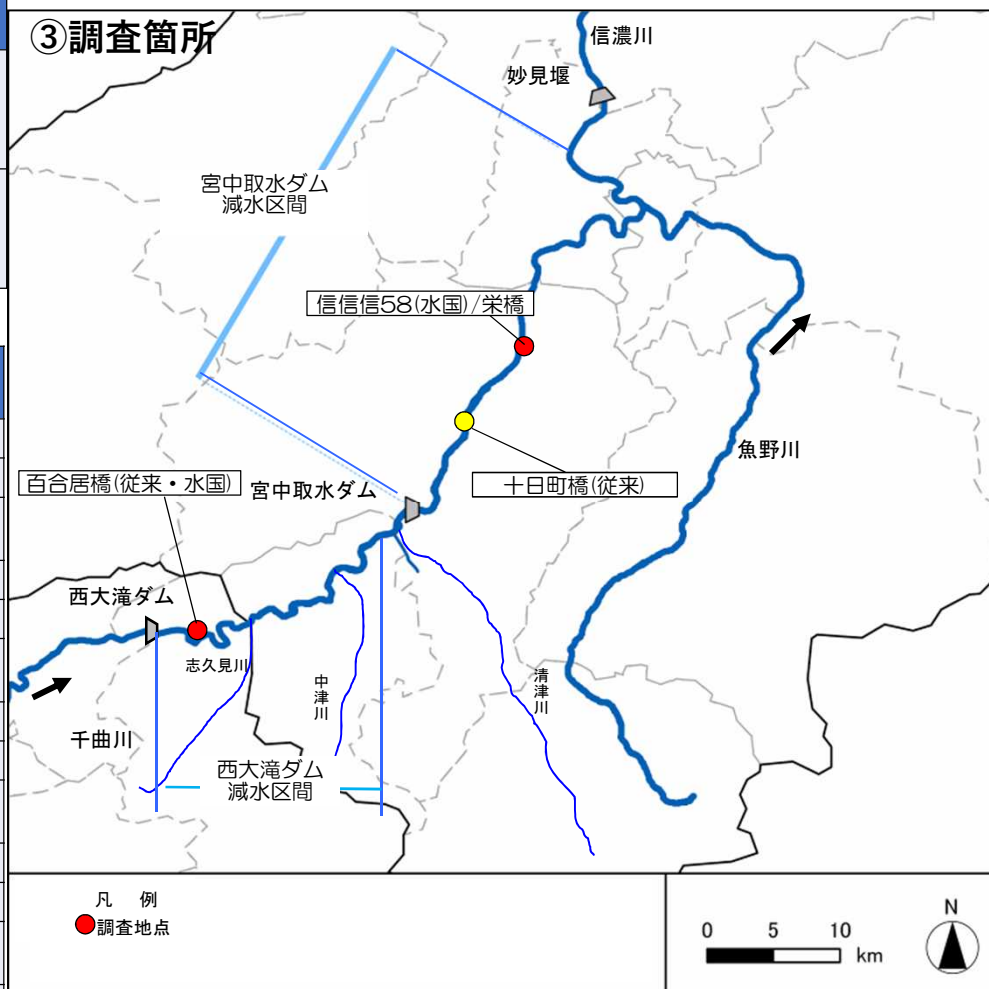 ③調査箇所
信濃川
妙見堰
宮中取水ダム
減水区間
信信信58(水国)/栄橋
魚野川
百合居橋(従来・水国)
宮中取水ダム
十日町橋(従来)
西大滝ダム
志久見川
中津川
清津川
千曲川
西大滝ダム
減水区間
凡 例
調査地点
0 5 10
km
N